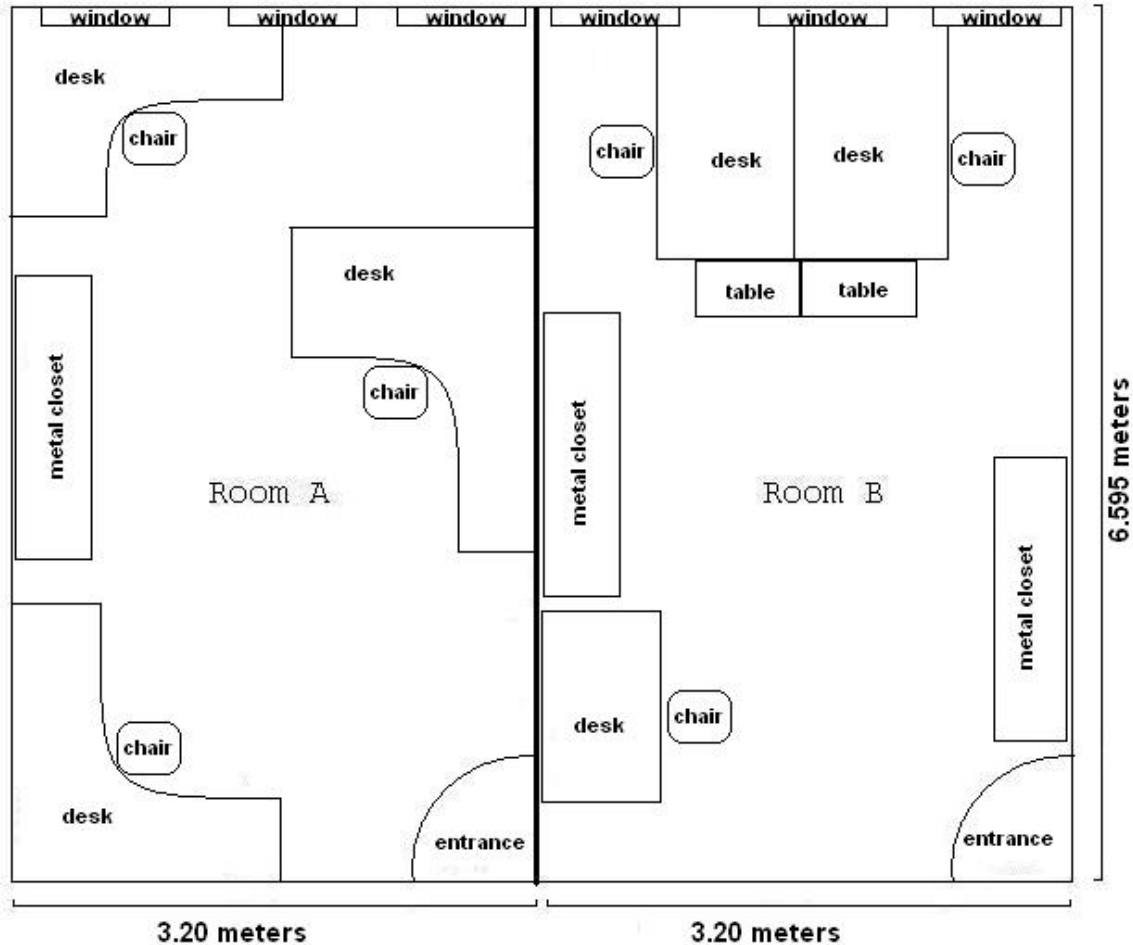 window window window window window window
desk
chair
desk
chair
metal closet
Room A
chair
desk
entrance
chair
desk
desk
chair
table
table
metal closet
Room B
metal closet
desk
chair
entrance
6.595 meters
3.20 meters
3.20 meters